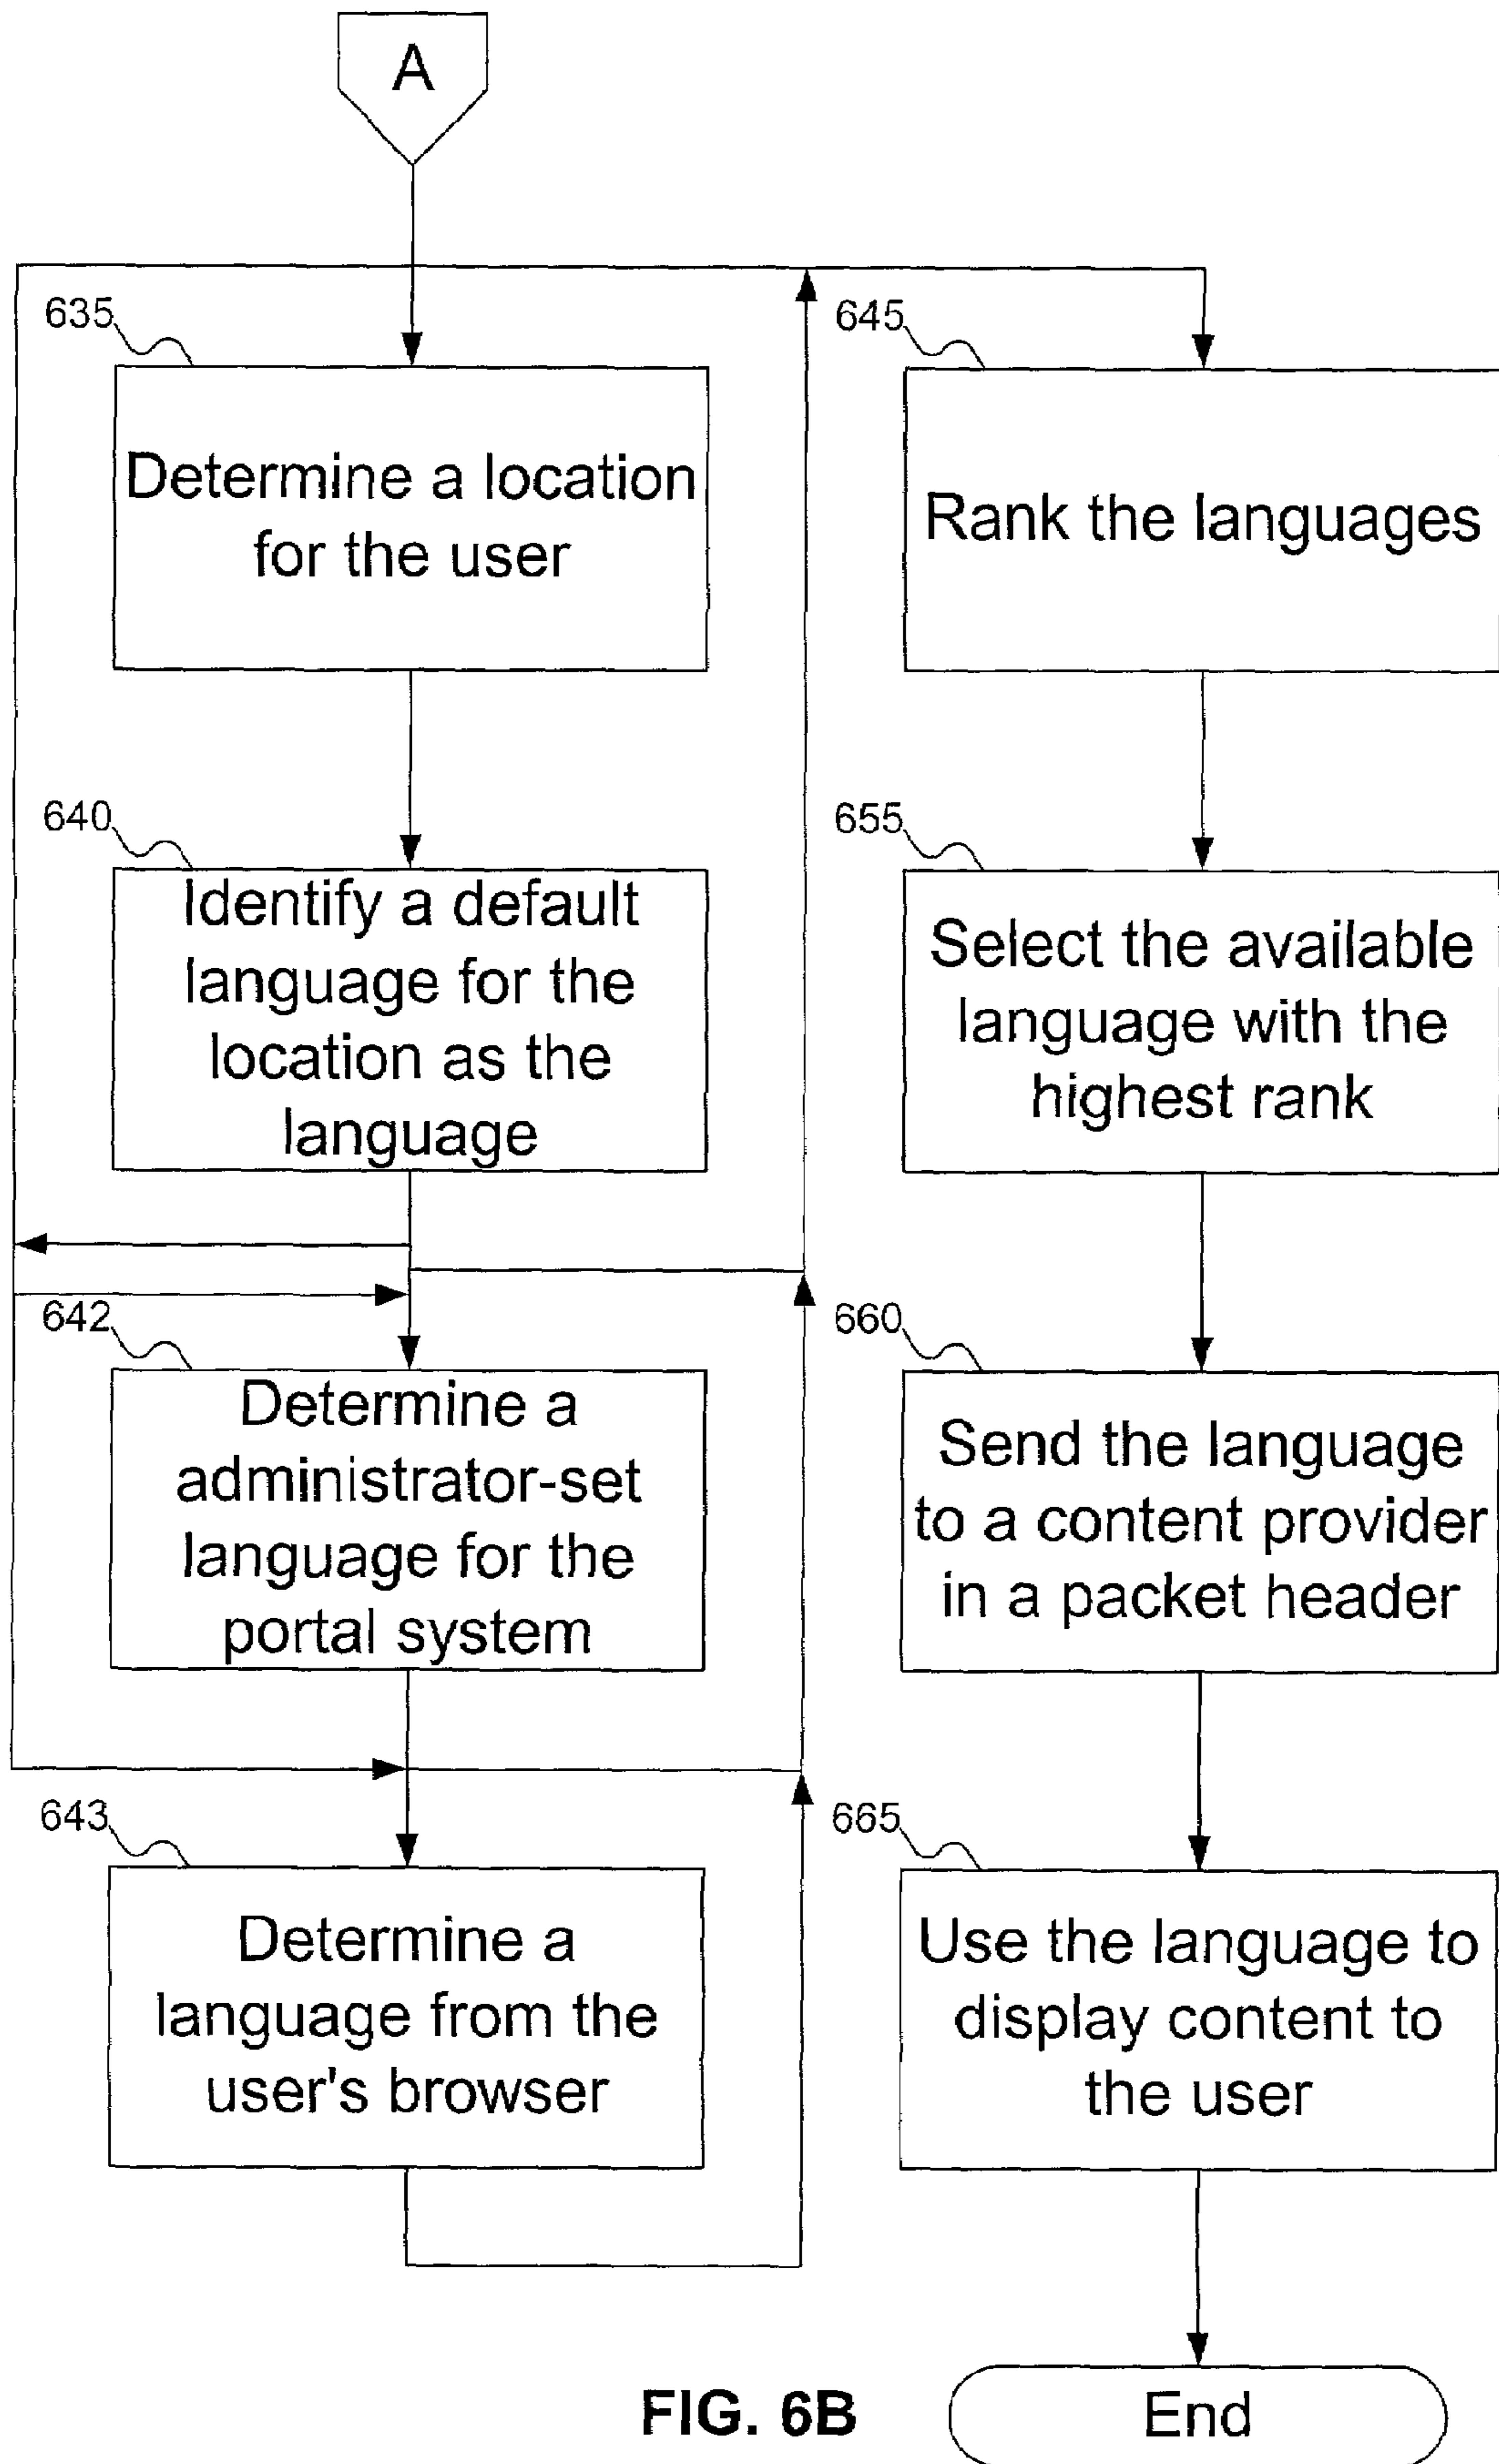 A
635
Determine a location
for the user
640
Identify a default
language for the
location as the
language
642
Determine a
administrator-set
language for the
portal system
643
Determine a
language from the
user's browser
645
Rank the languages
655
Select the available
language with the
highest rank
660
Send the language
to a content provider
in a packet header
665
Use the language to
display content to
the user
End
FIG. 6B